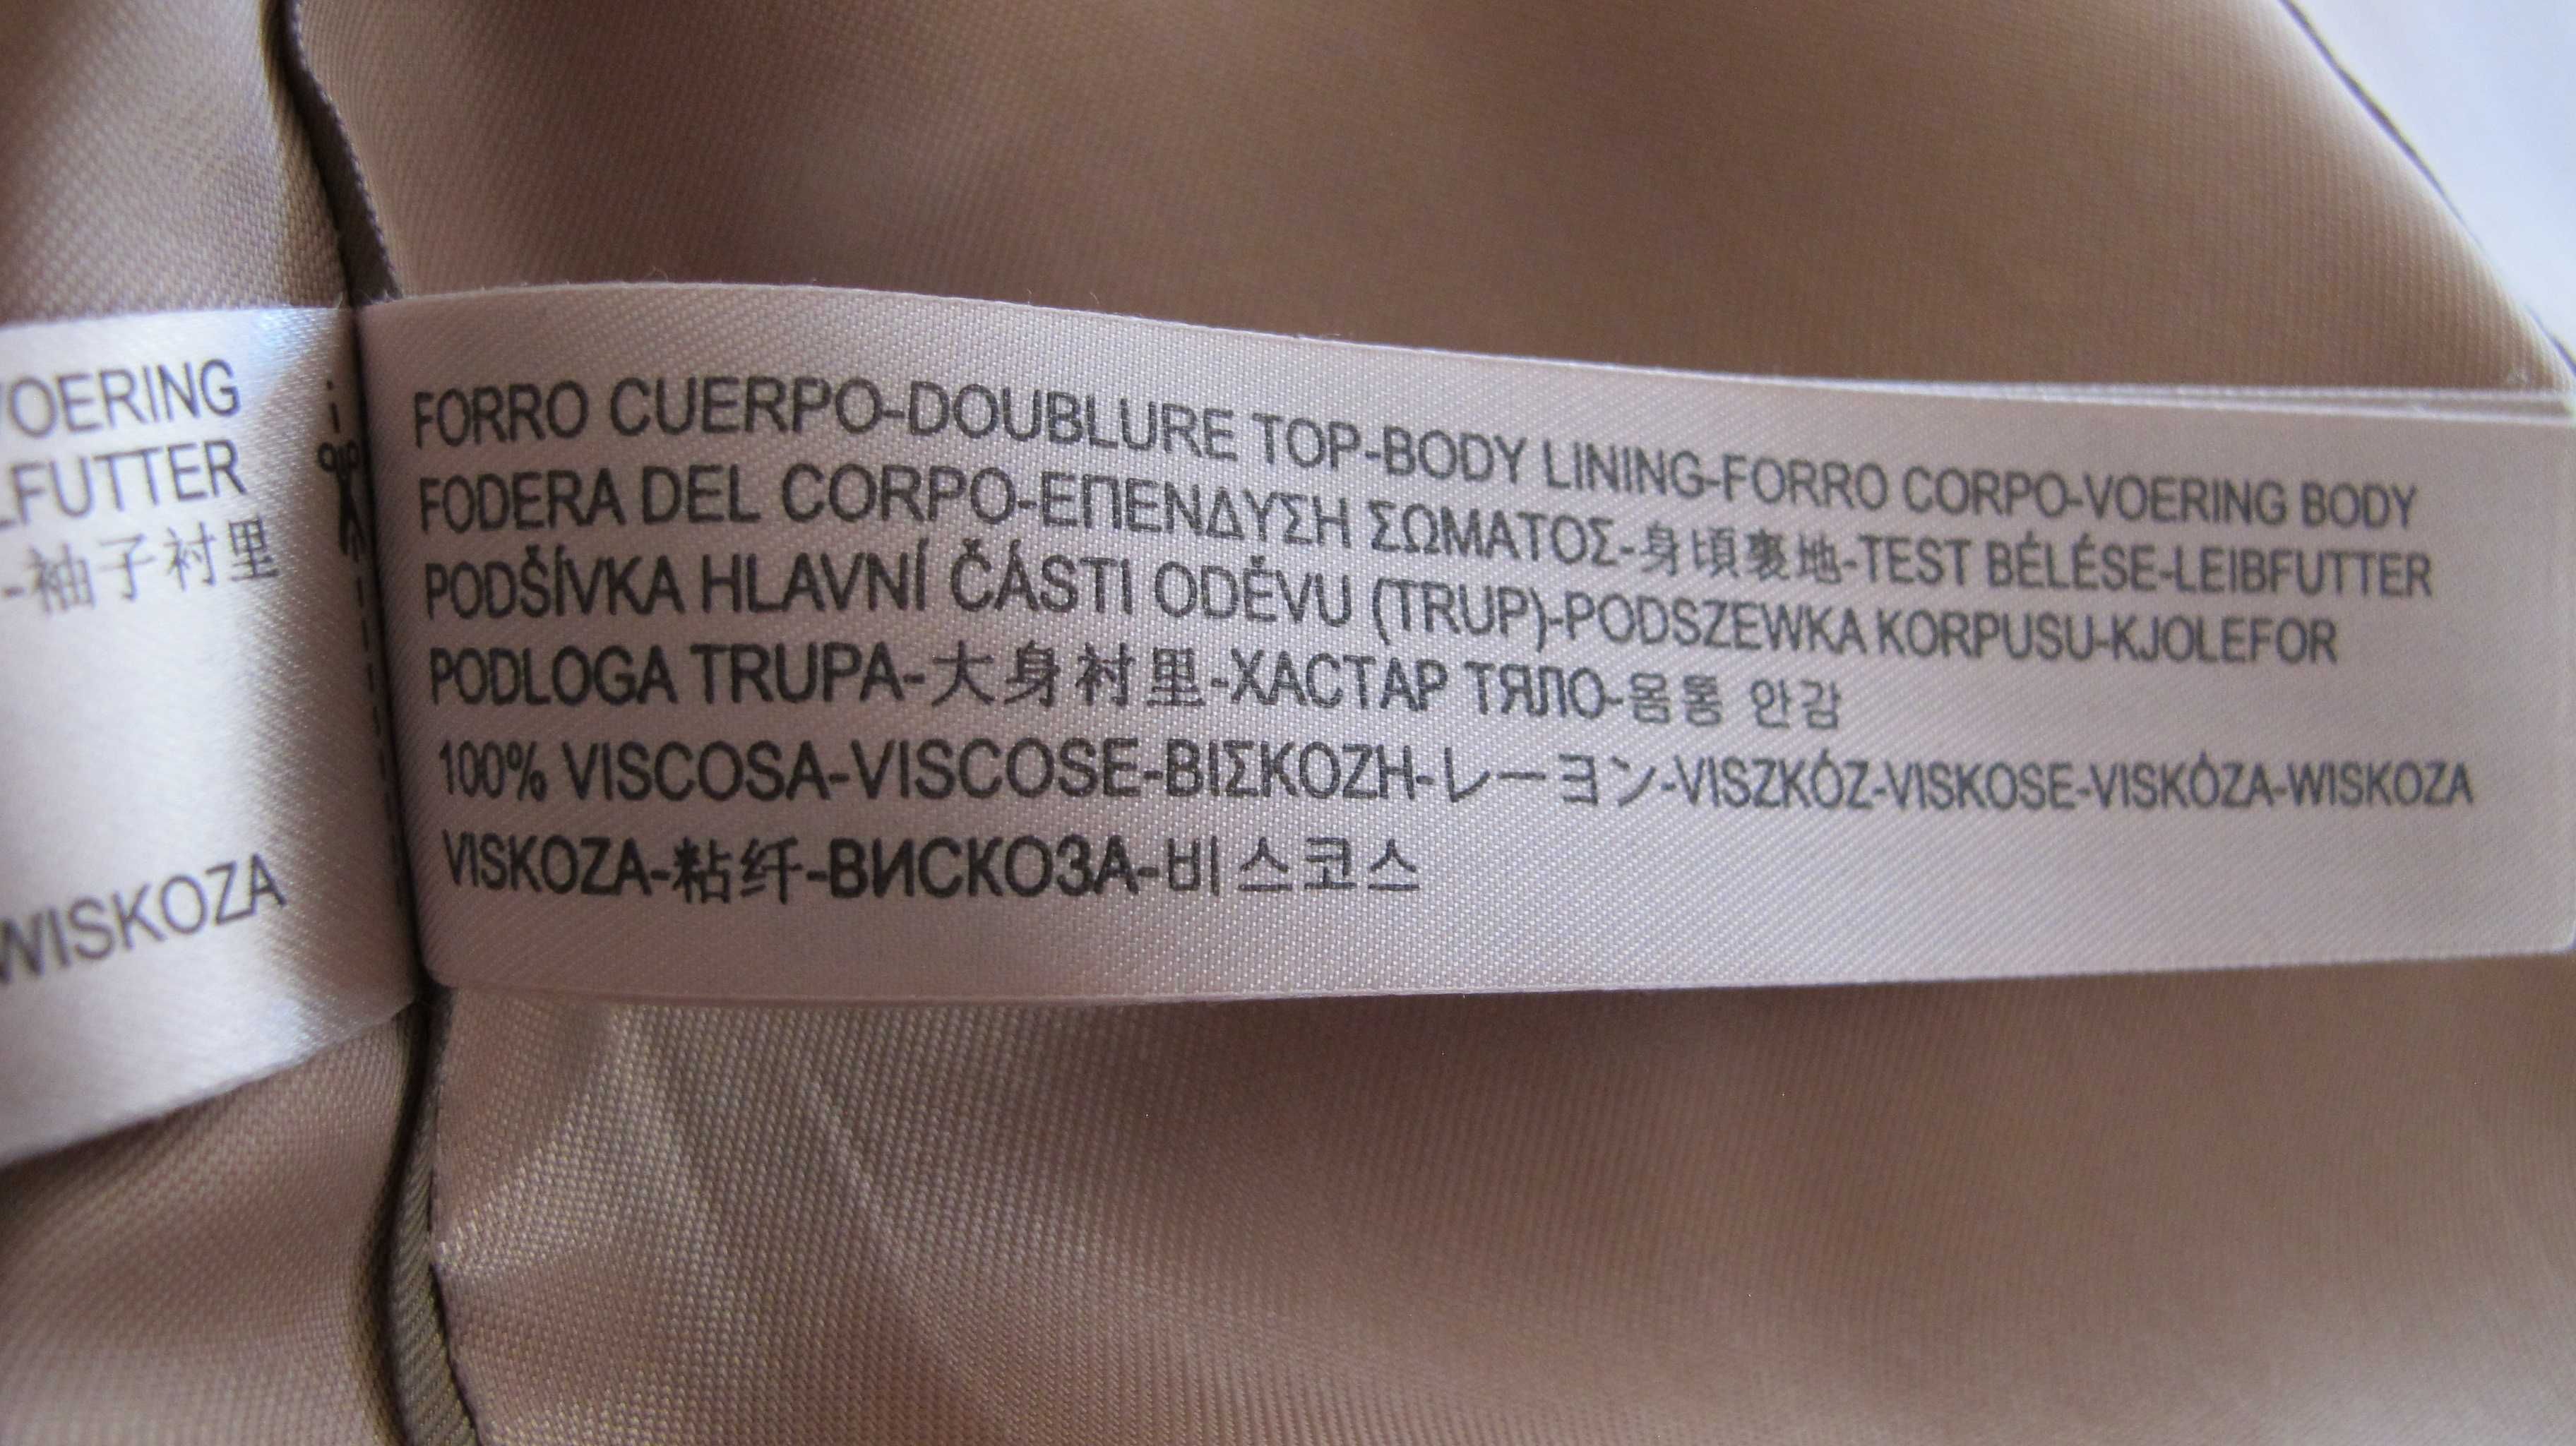 VOERING
LFUTTER
-袖子衬里
WISKOZA
FORRO CUERPO-DOUBLURE TOP-BODY LINING-FORRO CORPO-VOERING BODY
FODERA DEL CORPO-ΕΠΕΝΔΥΣΗ ΣΩΜΑΤΟΣ-身頃裏地-TEST BÉLÉSE-LEIBFUTTER
PODŠÍVKA HLAVNÍ ČÁSTI ODĚVU (TRUP)-PODSZEWKA KORPUSU-KJOLEFOR
PODLOGA TRUPA-大身衬里-ХАСТАР ТЯЛО-몸통 안감
100% VISCOSA-VISCOSE-ΒΙΣΚΟΖΗ-レーヨン-VISZKÓZ-VISKOSE-VISKÓZA-WISKOZA
VISKOZA-粘纤-ВИСКОЗА-비스코스